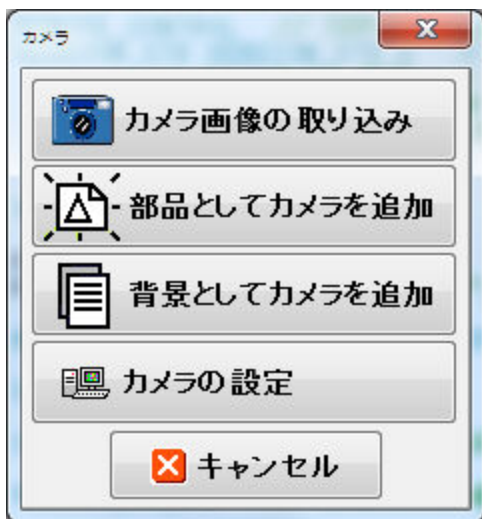 カメラ
カメラ画像の取り込み
部品としてカメラを追加
背景としてカメラを追加
カメラの設定
キャンセル